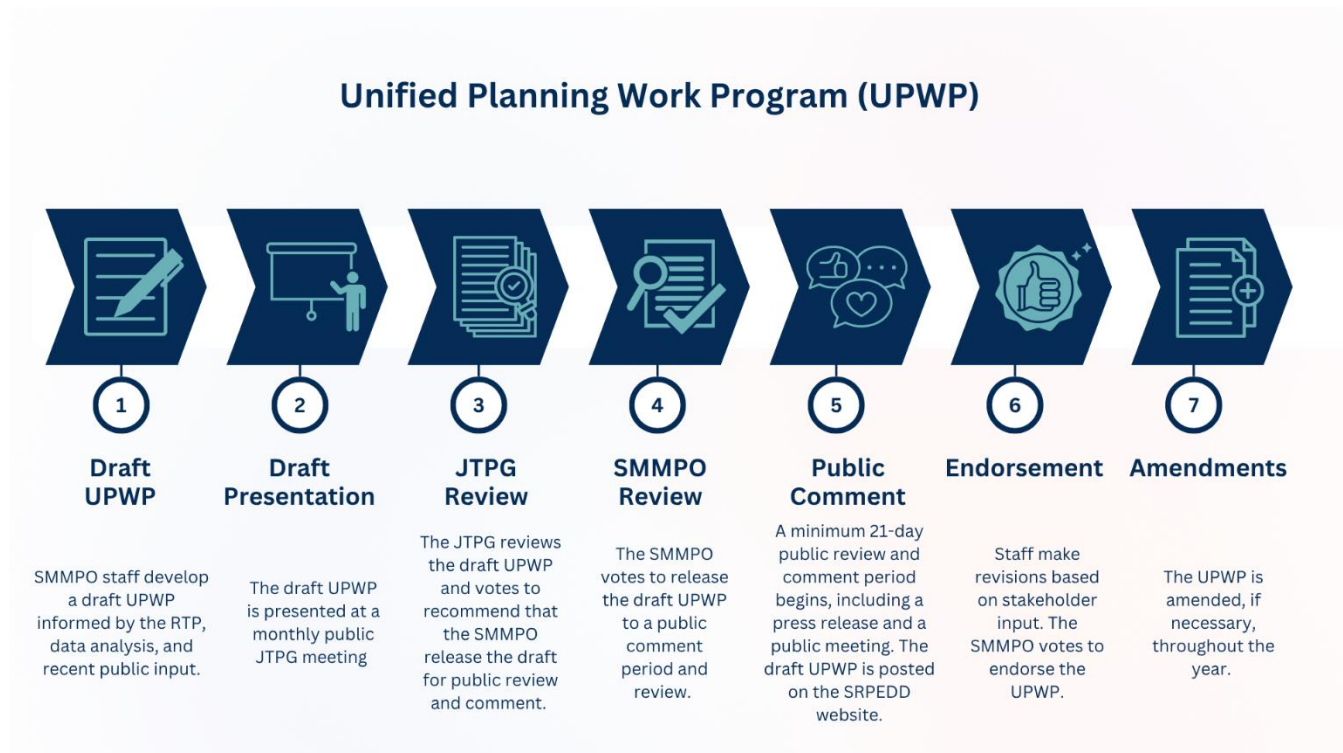 Unified Planning Work Program (UPWP)
1
Draft
UPWP
SMMPO staff develop
a draft UPWP
informed by the RTP,
data analysis, and
recent public input.
2
Draft
Presentation
The draft UPWP
is presented at a
monthly public
JTPG meeting
3
JTPG
Review
The JTPG reviews
the draft UPWP
and votes to
recommend that
the SMMPO
release the draft
for public review
and comment.
4
SMMPO
Review
The SMMPO
votes to release
the draft UPWP
to a public
comment
period and
review.
5
Public
Comment
A minimum 21-day
public review and
comment period
begins, including a
press release and a
public meeting. The
draft UPWP is posted
on the SRPEDD
website.
6
Endorsement
Staff make
revisions based
on stakeholder
input. The
SMMPO votes to
endorse the
UPWP.
7
Amendments
The UPWP is
amended, if
necessary,
throughout the
year.